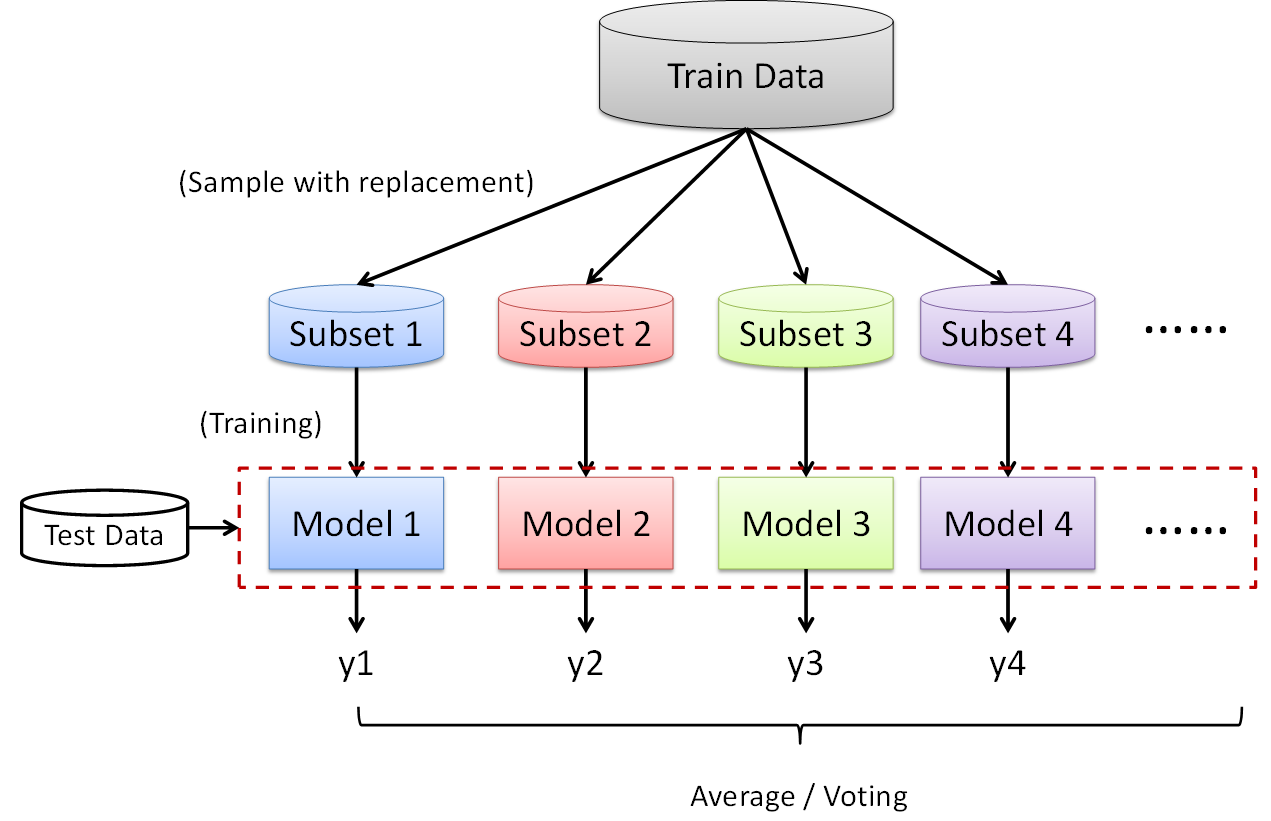 Train Data
(Sample with replacement)
Subset 1
Subset 2
Subset 3
Subset 4
......
(Training)
Test Data
Model 1
Model 2
Model 3
Model 4
......
y1
y2
y3
y4
Average / Voting